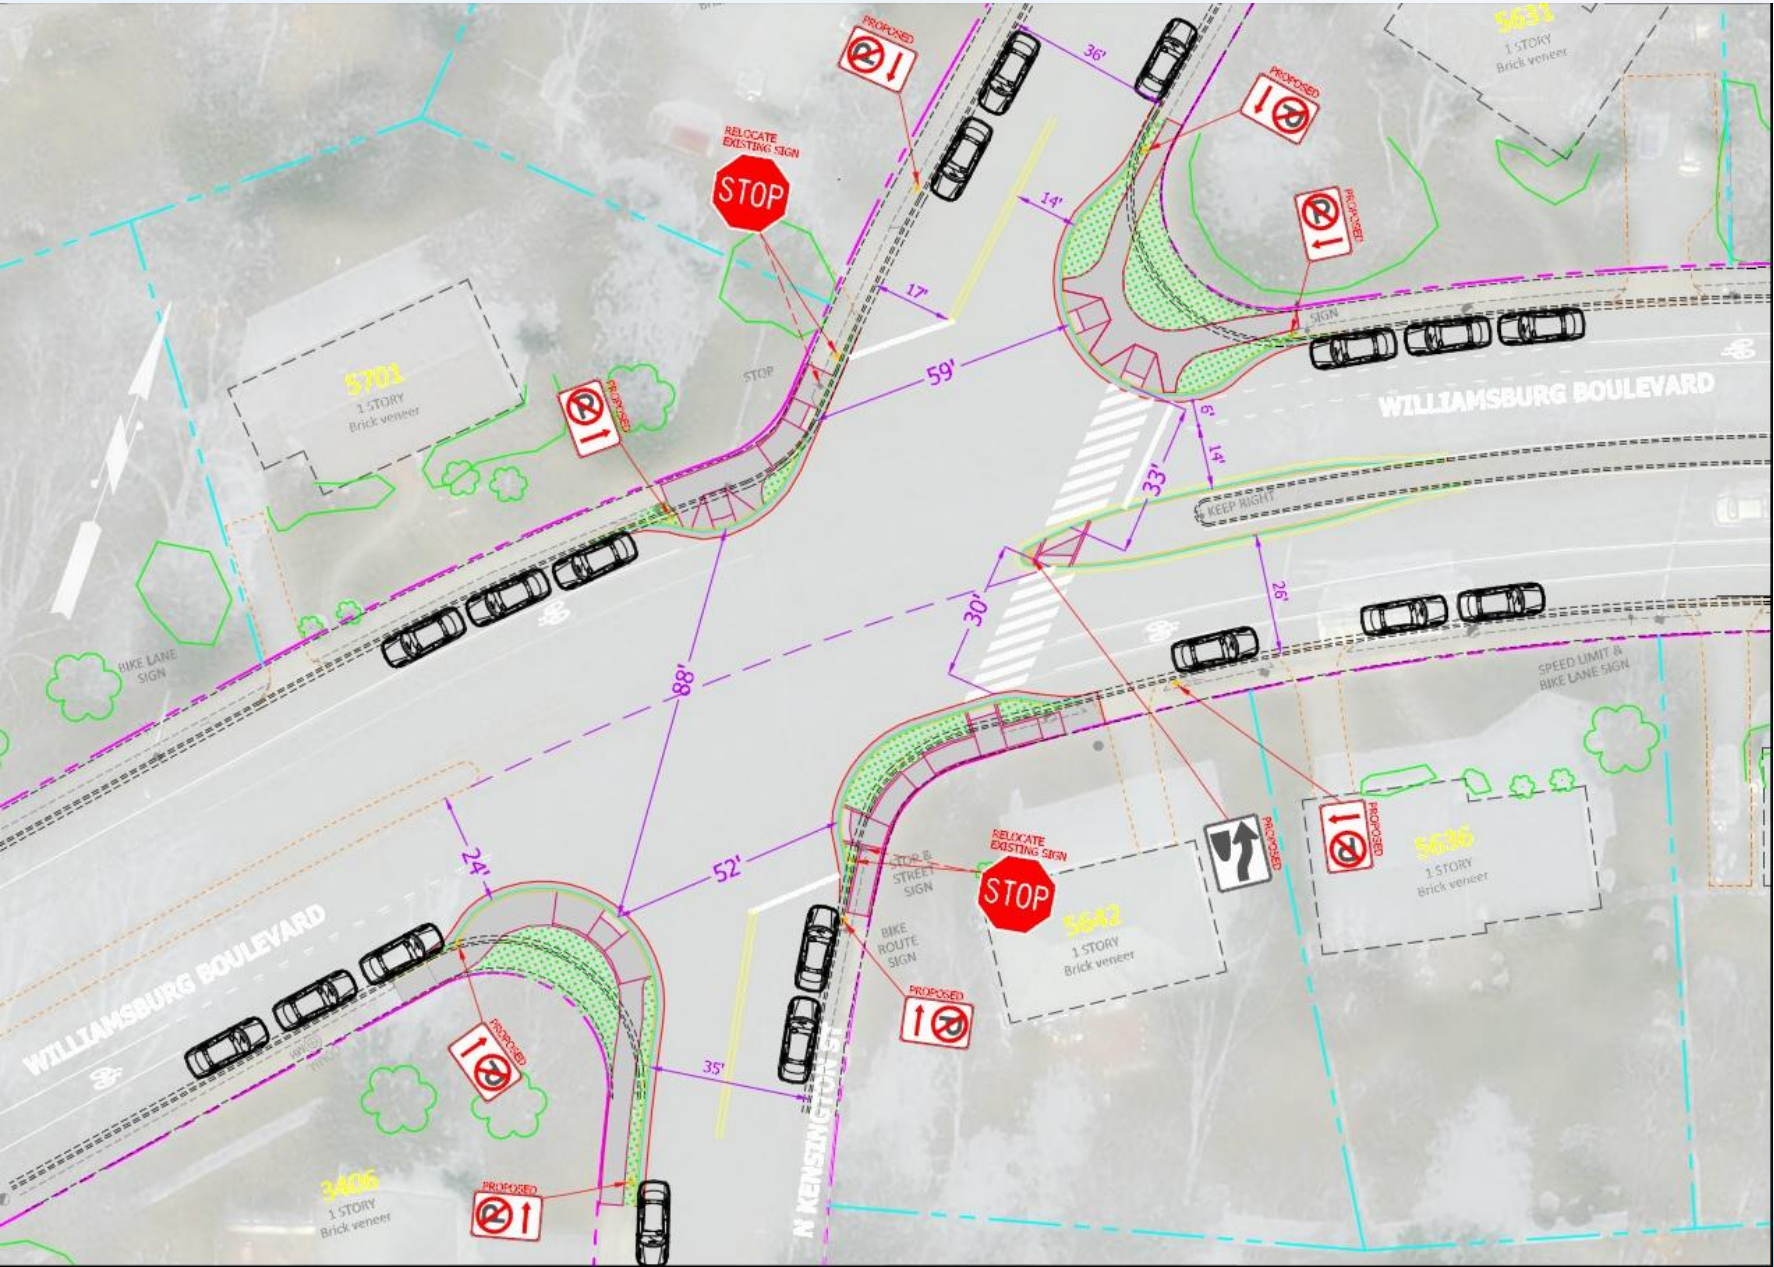 5631
1 STORY
Brick veneer
PROPOSED
P
36'
PROPOSED
P
RELOCATE
EXISTING SIGN
STOP
14'
PROPOSED
P
17'
SIGN
5701
1 STORY
Brick veneer
STOP
59'
PROPOSED
P
WILLIAMSBURG BOULEVARD
6'
14'
33'
KEEP RIGHT
30'
26'
BIKE LANE
SIGN
88'
SPEED LIMIT &
BIKE LANE SIGN
24'
52'
STOP &
STREET
SIGN
RELOCATE
EXISTING SIGN
STOP
PROPOSED
PROPOSED
P
5636
1 STORY
Brick veneer
5642
1 STORY
Brick veneer
BIKE
ROUTE
SIGN
WILLIAMSBURG BOULEVARD
PROPOSED
P
PROPOSED
P
35'
N KENSINGTON ST
3406
1 STORY
Brick veneer
PROPOSED
P